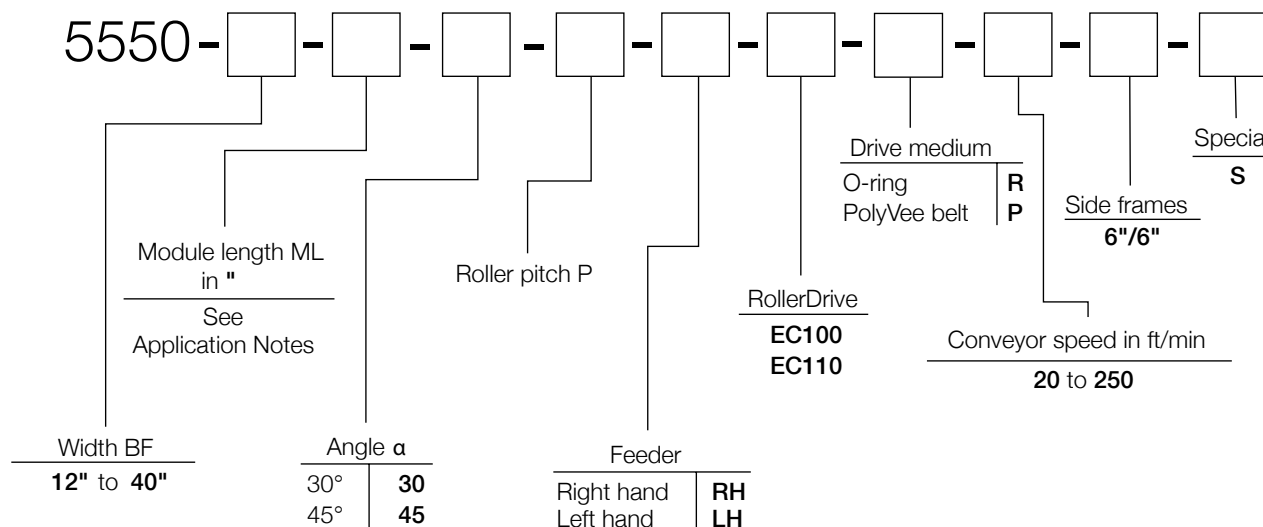 5550
Drive medium
O-ring R
PolyVee belt P
S
Side frames
6"/6"
Module length ML
in "
See
Application Notes
Roller pitch P
RollerDrive
EC100
EC110
Conveyor speed in ft/min
20 to 250
Width BF
12" to 40"
Angle α
30° 30
45° 45
Feeder
Right hand RH
Left hand LH